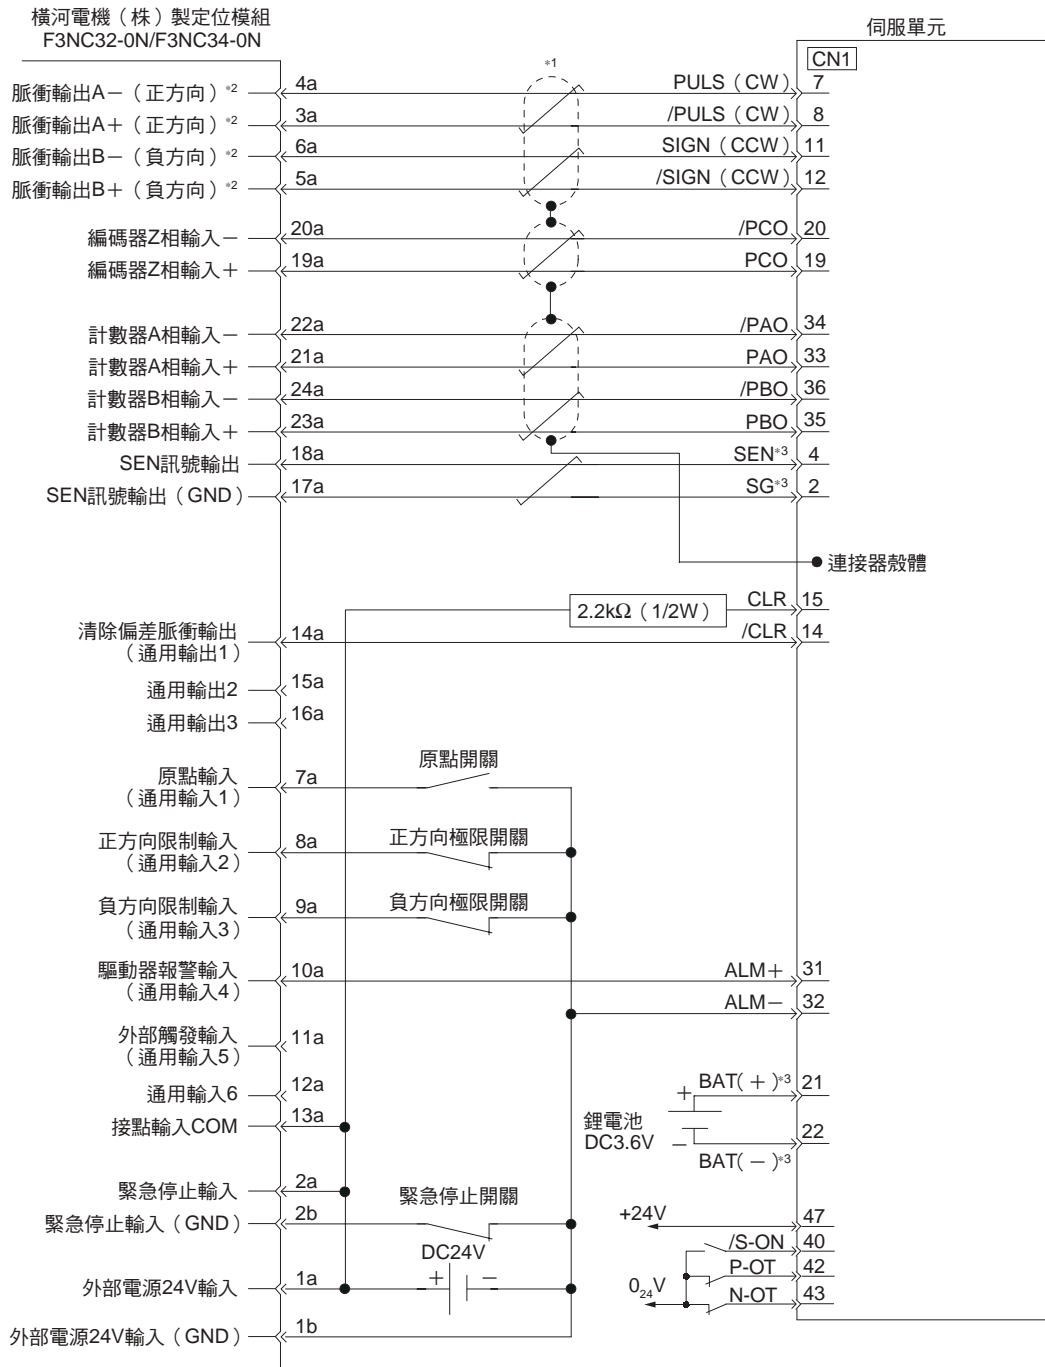 橫河電機（株）製定位模組
F3NC32-0N/F3NC34-0N
伺服單元
CN1
*1
脈衝輸出A－（正方向）*2 4a PULS（CW） 7
脈衝輸出A＋（正方向）*2 3a /PULS（CW） 8
脈衝輸出B－（負方向）*2 6a SIGN（CCW） 11
脈衝輸出B＋（負方向）*2 5a /SIGN（CCW） 12
編碼器Z相輸入－ 20a /PCO 20
編碼器Z相輸入＋ 19a PCO 19
計數器A相輸入－ 22a /PAO 34
計數器A相輸入＋ 21a PAO 33
計數器B相輸入－ 24a /PBO 36
計數器B相輸入＋ 23a PBO 35
SEN訊號輸出 18a SEN*3 4
SEN訊號輸出（GND） 17a SG*3 2
連接器殼體
2.2kΩ（1/2W） CLR 15
清除偏差脈衝輸出 14a /CLR 14
（通用輸出1）
通用輸出2 15a
通用輸出3 16a
原點開關
原點輸入 7a
（通用輸入1）
正方向限制輸入 8a 正方向極限開關
（通用輸入2）
負方向限制輸入 9a 負方向極限開關
（通用輸入3）
驅動器報警輸入 10a ALM＋ 31
（通用輸入4）
ALM－ 32
外部觸發輸入 11a
（通用輸入5）
通用輸入6 12a
接點輸入COM 13a
＋ BAT(＋)*3 21
鋰電池
DC3.6V － 22
BAT(－)*3
緊急停止輸入 2a 緊急停止開關
緊急停止輸入（GND） 2b
+24V 47
/S-ON 40
P-OT 42
0₂₄V N-OT 43
DC24V
外部電源24V輸入 1a ＋ －
外部電源24V輸入（GND） 1b